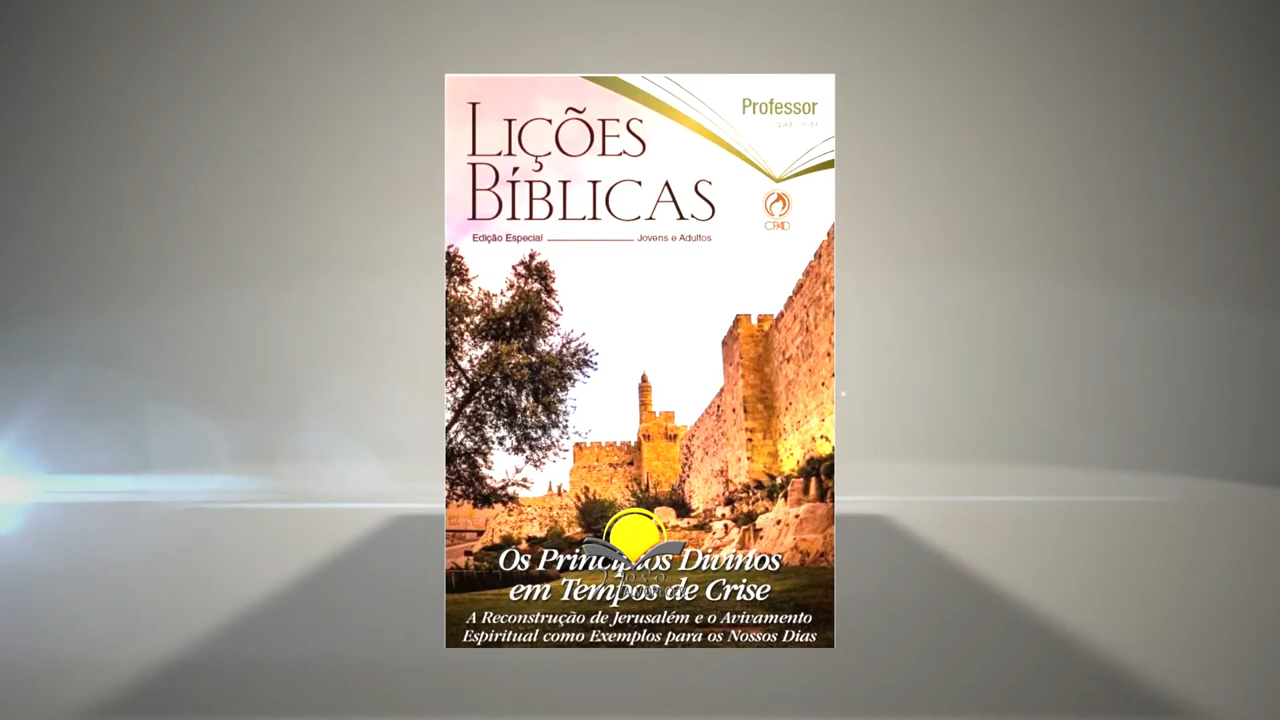 LIÇÕES
BÍBLICAS
Professor
CPAD
Edição Especial
Jovens e Adultos
Os Princípios Divinos
em Tempos de Crise
A Reconstrução de Jerusalém e o Avivamento
Espiritual como Exemplos para os Nossos Dias